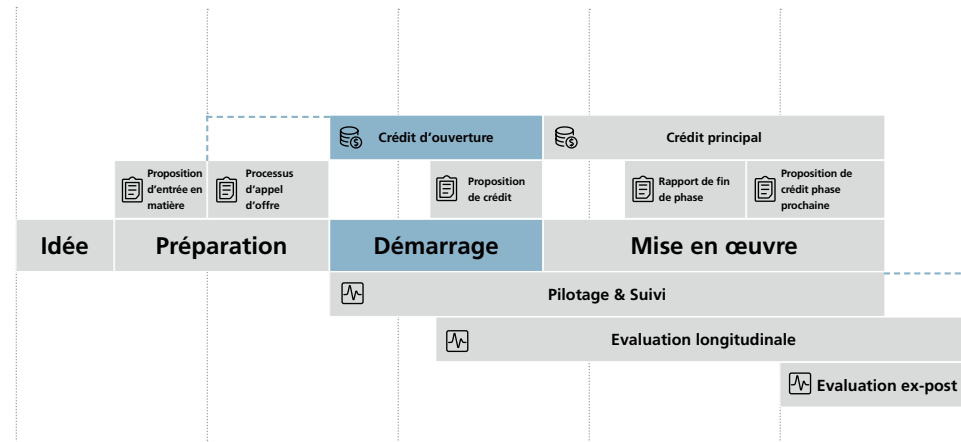 Crédit d'ouverture
Crédit principal
Proposition
d'entrée en
matière
Processus
d'appel
d'offre
Proposition
de crédit
Rapport de fin
de phase
Proposition de
crédit phase
prochaine
Idée
Préparation
Démarrage
Mise en œuvre
Pilotage & Suivi
Evaluation longitudinale
Evaluation ex-post